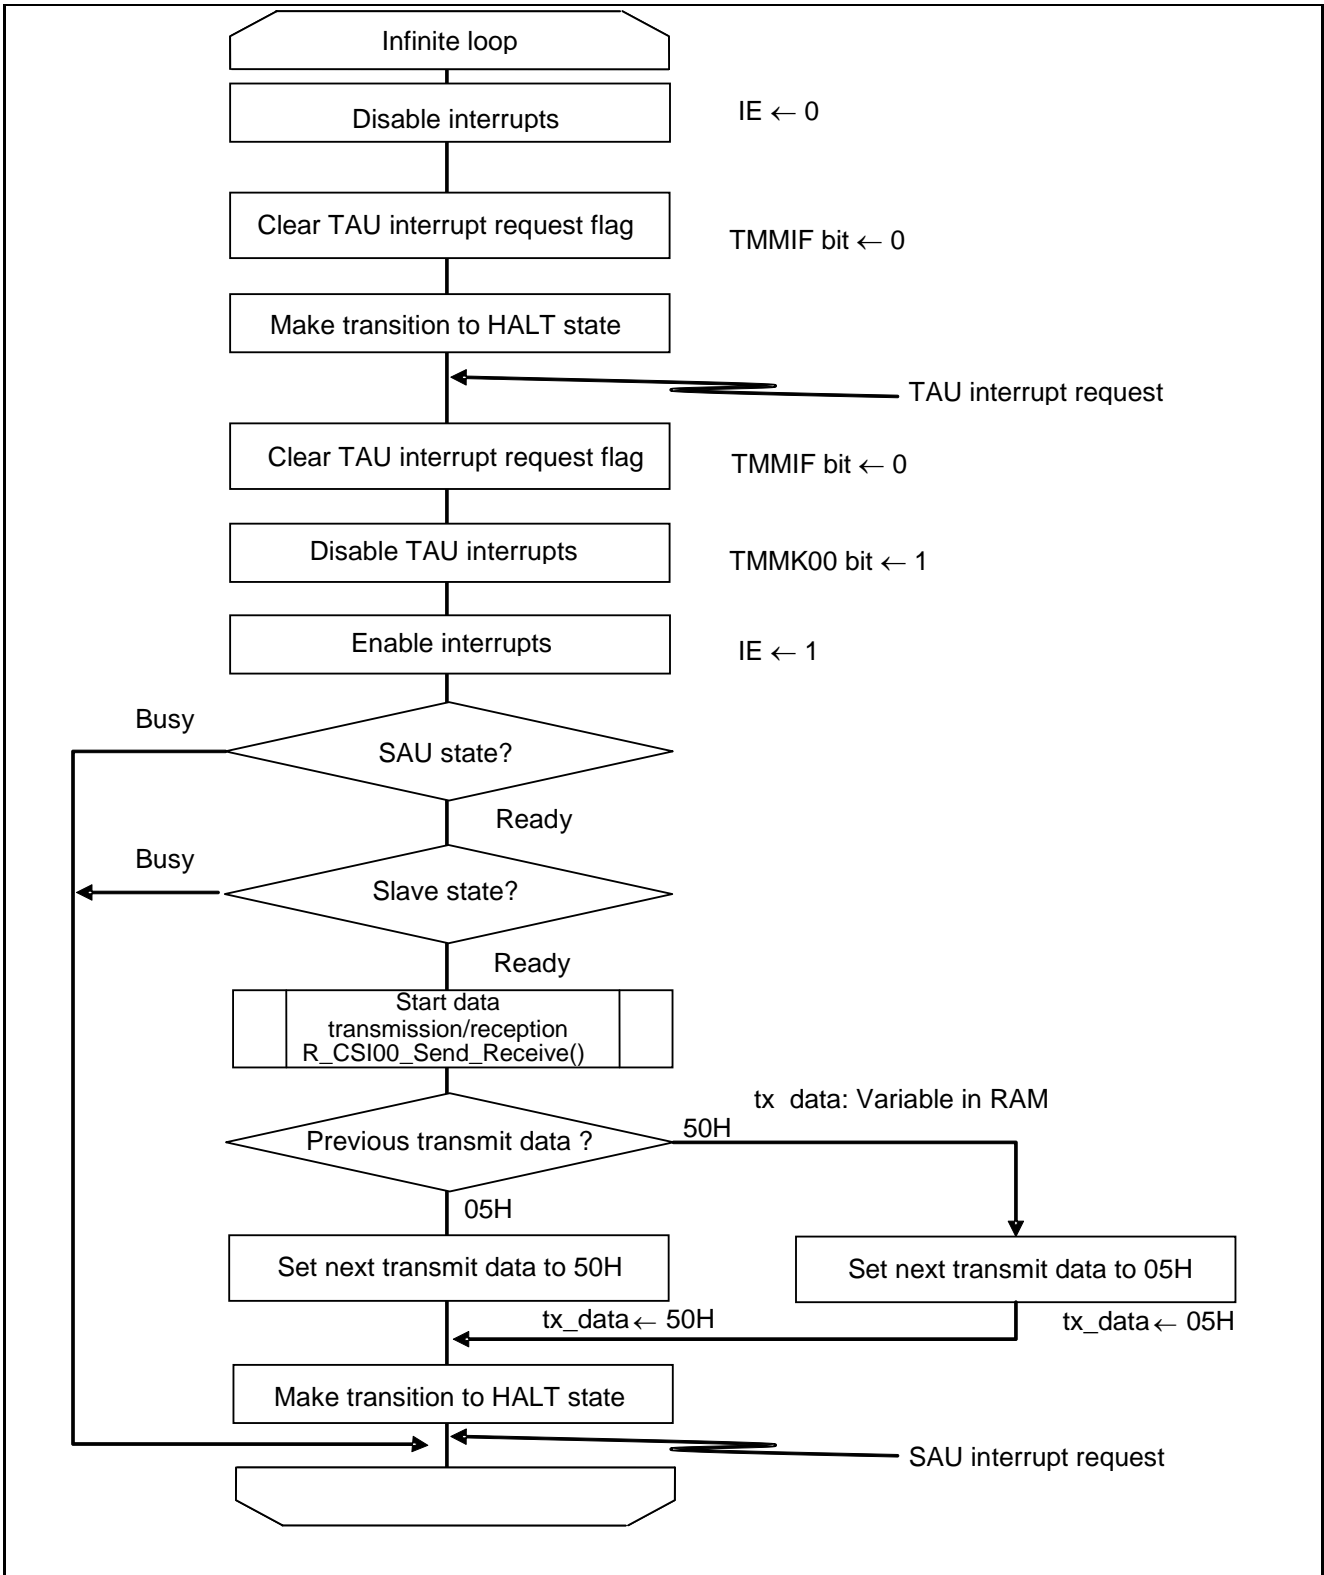 Infinite loop
Disable interrupts
IE ← 0
Clear TAU interrupt request flag
TMMIF bit ← 0
Make transition to HALT state
TAU interrupt request
Clear TAU interrupt request flag
TMMIF bit ← 0
Disable TAU interrupts
TMMK00 bit ← 1
Enable interrupts
IE ← 1
Busy
SAU state?
Ready
Busy
Slave state?
Ready
Start data
transmission/reception
R_CSI00_Send_Receive()
tx data: Variable in RAM
Previous transmit data ?
50H
05H
Set next transmit data to 50H
Set next transmit data to 05H
tx_data ← 50H
tx_data ← 05H
Make transition to HALT state
SAU interrupt request